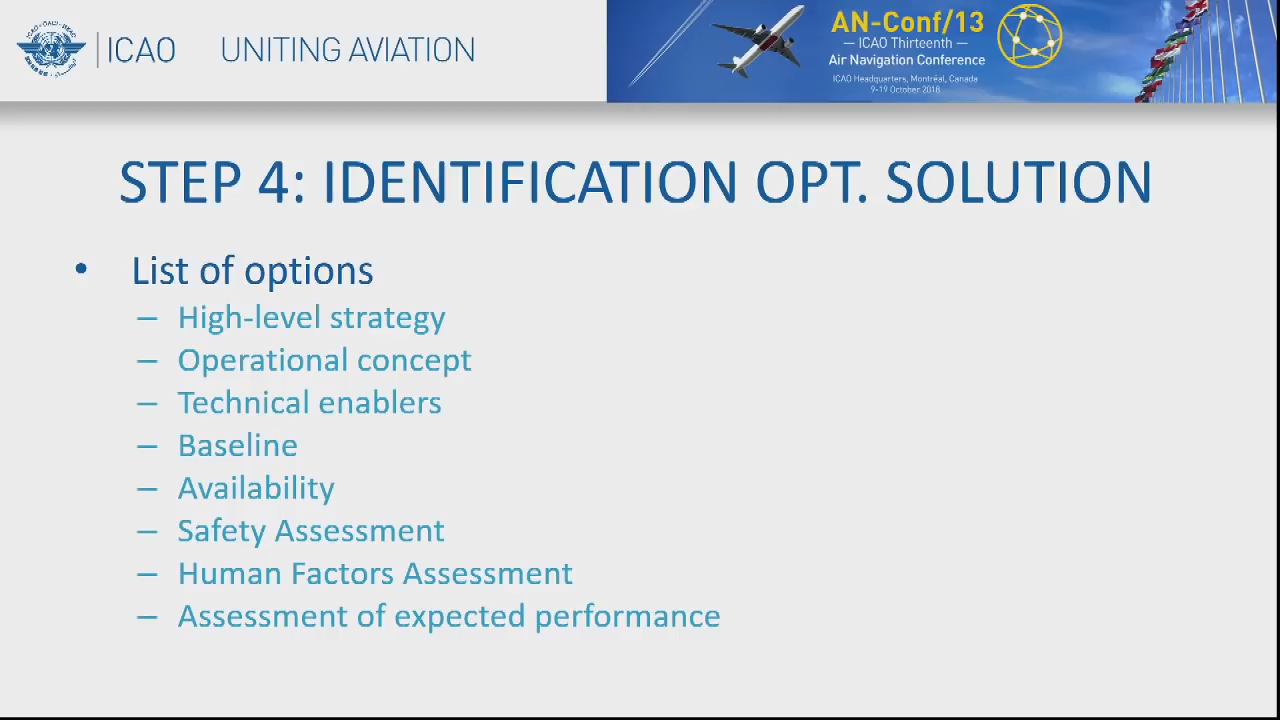 ICAO
UNITING AVIATION
AN-Conf/13
— ICAO Thirteenth —
Air Navigation Conference
ICAO Headquarters, Montréal, Canada
9-19 October 2018
STEP 4: IDENTIFICATION OPT. SOLUTION
• List of options
– High-level strategy
– Operational concept
– Technical enablers
– Baseline
– Availability
– Safety Assessment
– Human Factors Assessment
– Assessment of expected performance